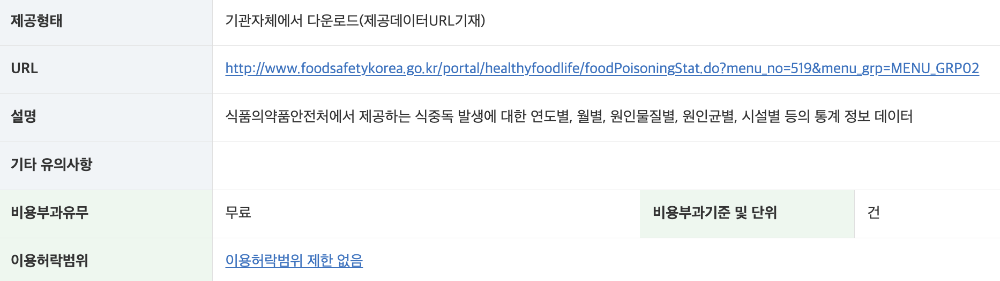 제공형태 기관자체에서 다운로드(제공데이터URL기재)
URL http://www.foodsafetykorea.go.kr/portal/healthyfoodlife/foodPoisoningStat.do?menu_no=519&menu_grp=MENU_GRP02
설명 식품의약품안전처에서 제공하는 식중독 발생에 대한 연도별, 월별, 원인물질별, 원인균별, 시설별 등의 통계 정보 데이터
기타 유의사항
비용부과유무 무료 비용부과기준 및 단위 건
이용허락범위 이용허락범위 제한 없음